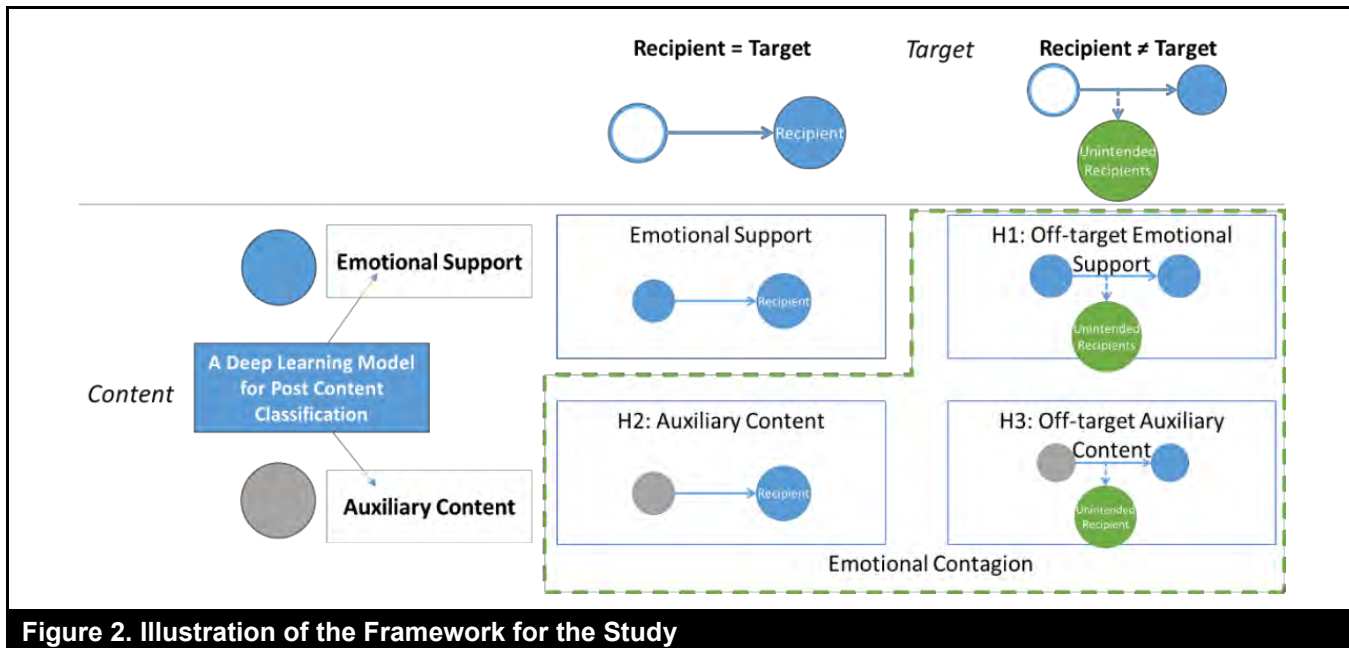 Recipient = Target
Target
Recipient ≠ Target
Recipient
Unintended
Recipients
Emotional Support
Emotional Support
Recipient
H1: Off-target Emotional
Support
Unintended
Recipients
A Deep Learning Model
for Post Content
Classification
Content
Auxiliary Content
H2: Auxiliary Content
Recipient
H3: Off-target Auxiliary
Content
Unintended
Recipient
Emotional Contagion
Figure 2. Illustration of the Framework for the Study